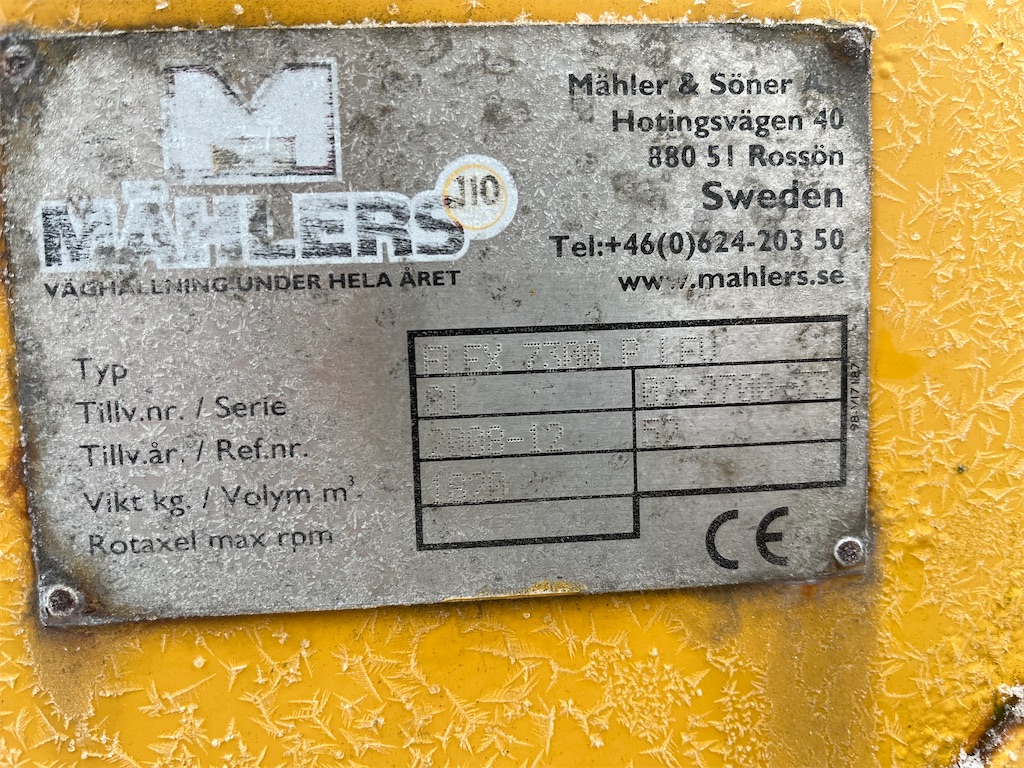 M
MÄHLERS 110
VÄGHÅLLNING UNDER HELA ÅRET
Mähler & Söner
Hotingsvägen 40
880 51 Rossön
Sweden
Tel:+46(0)624-203 50
www.mahlers.se
Typ
Tillv.nr. / Serie 01
Tillv.år. / Ref.nr. 2008-12
Vikt kg. / Volym m³
Rotaxel max rpm
CE